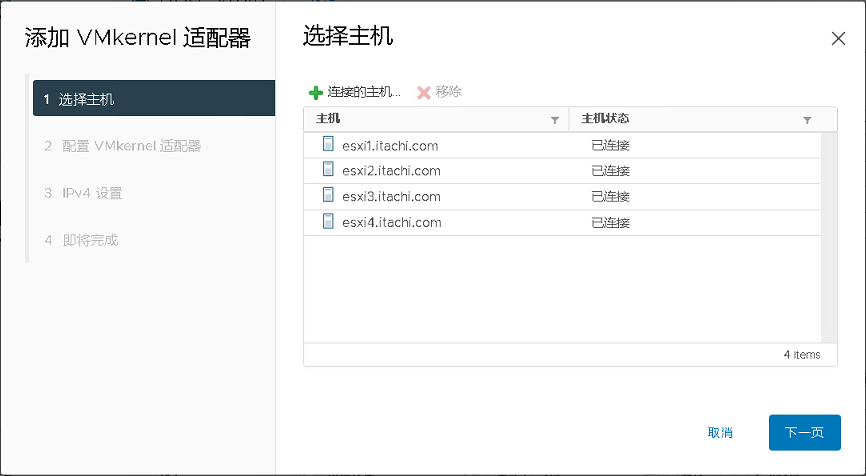 添加 VMkernel 适配器
1 选择主机
2 配置 VMkernel 适配器
3 IPv4 设置
4 即将完成
选择主机
连接的主机... 移除
主机 主机状态
esxi1.itachi.com 已连接
esxi2.itachi.com 已连接
esxi3.itachi.com 已连接
esxi4.itachi.com 已连接
4 items
取消 下一页